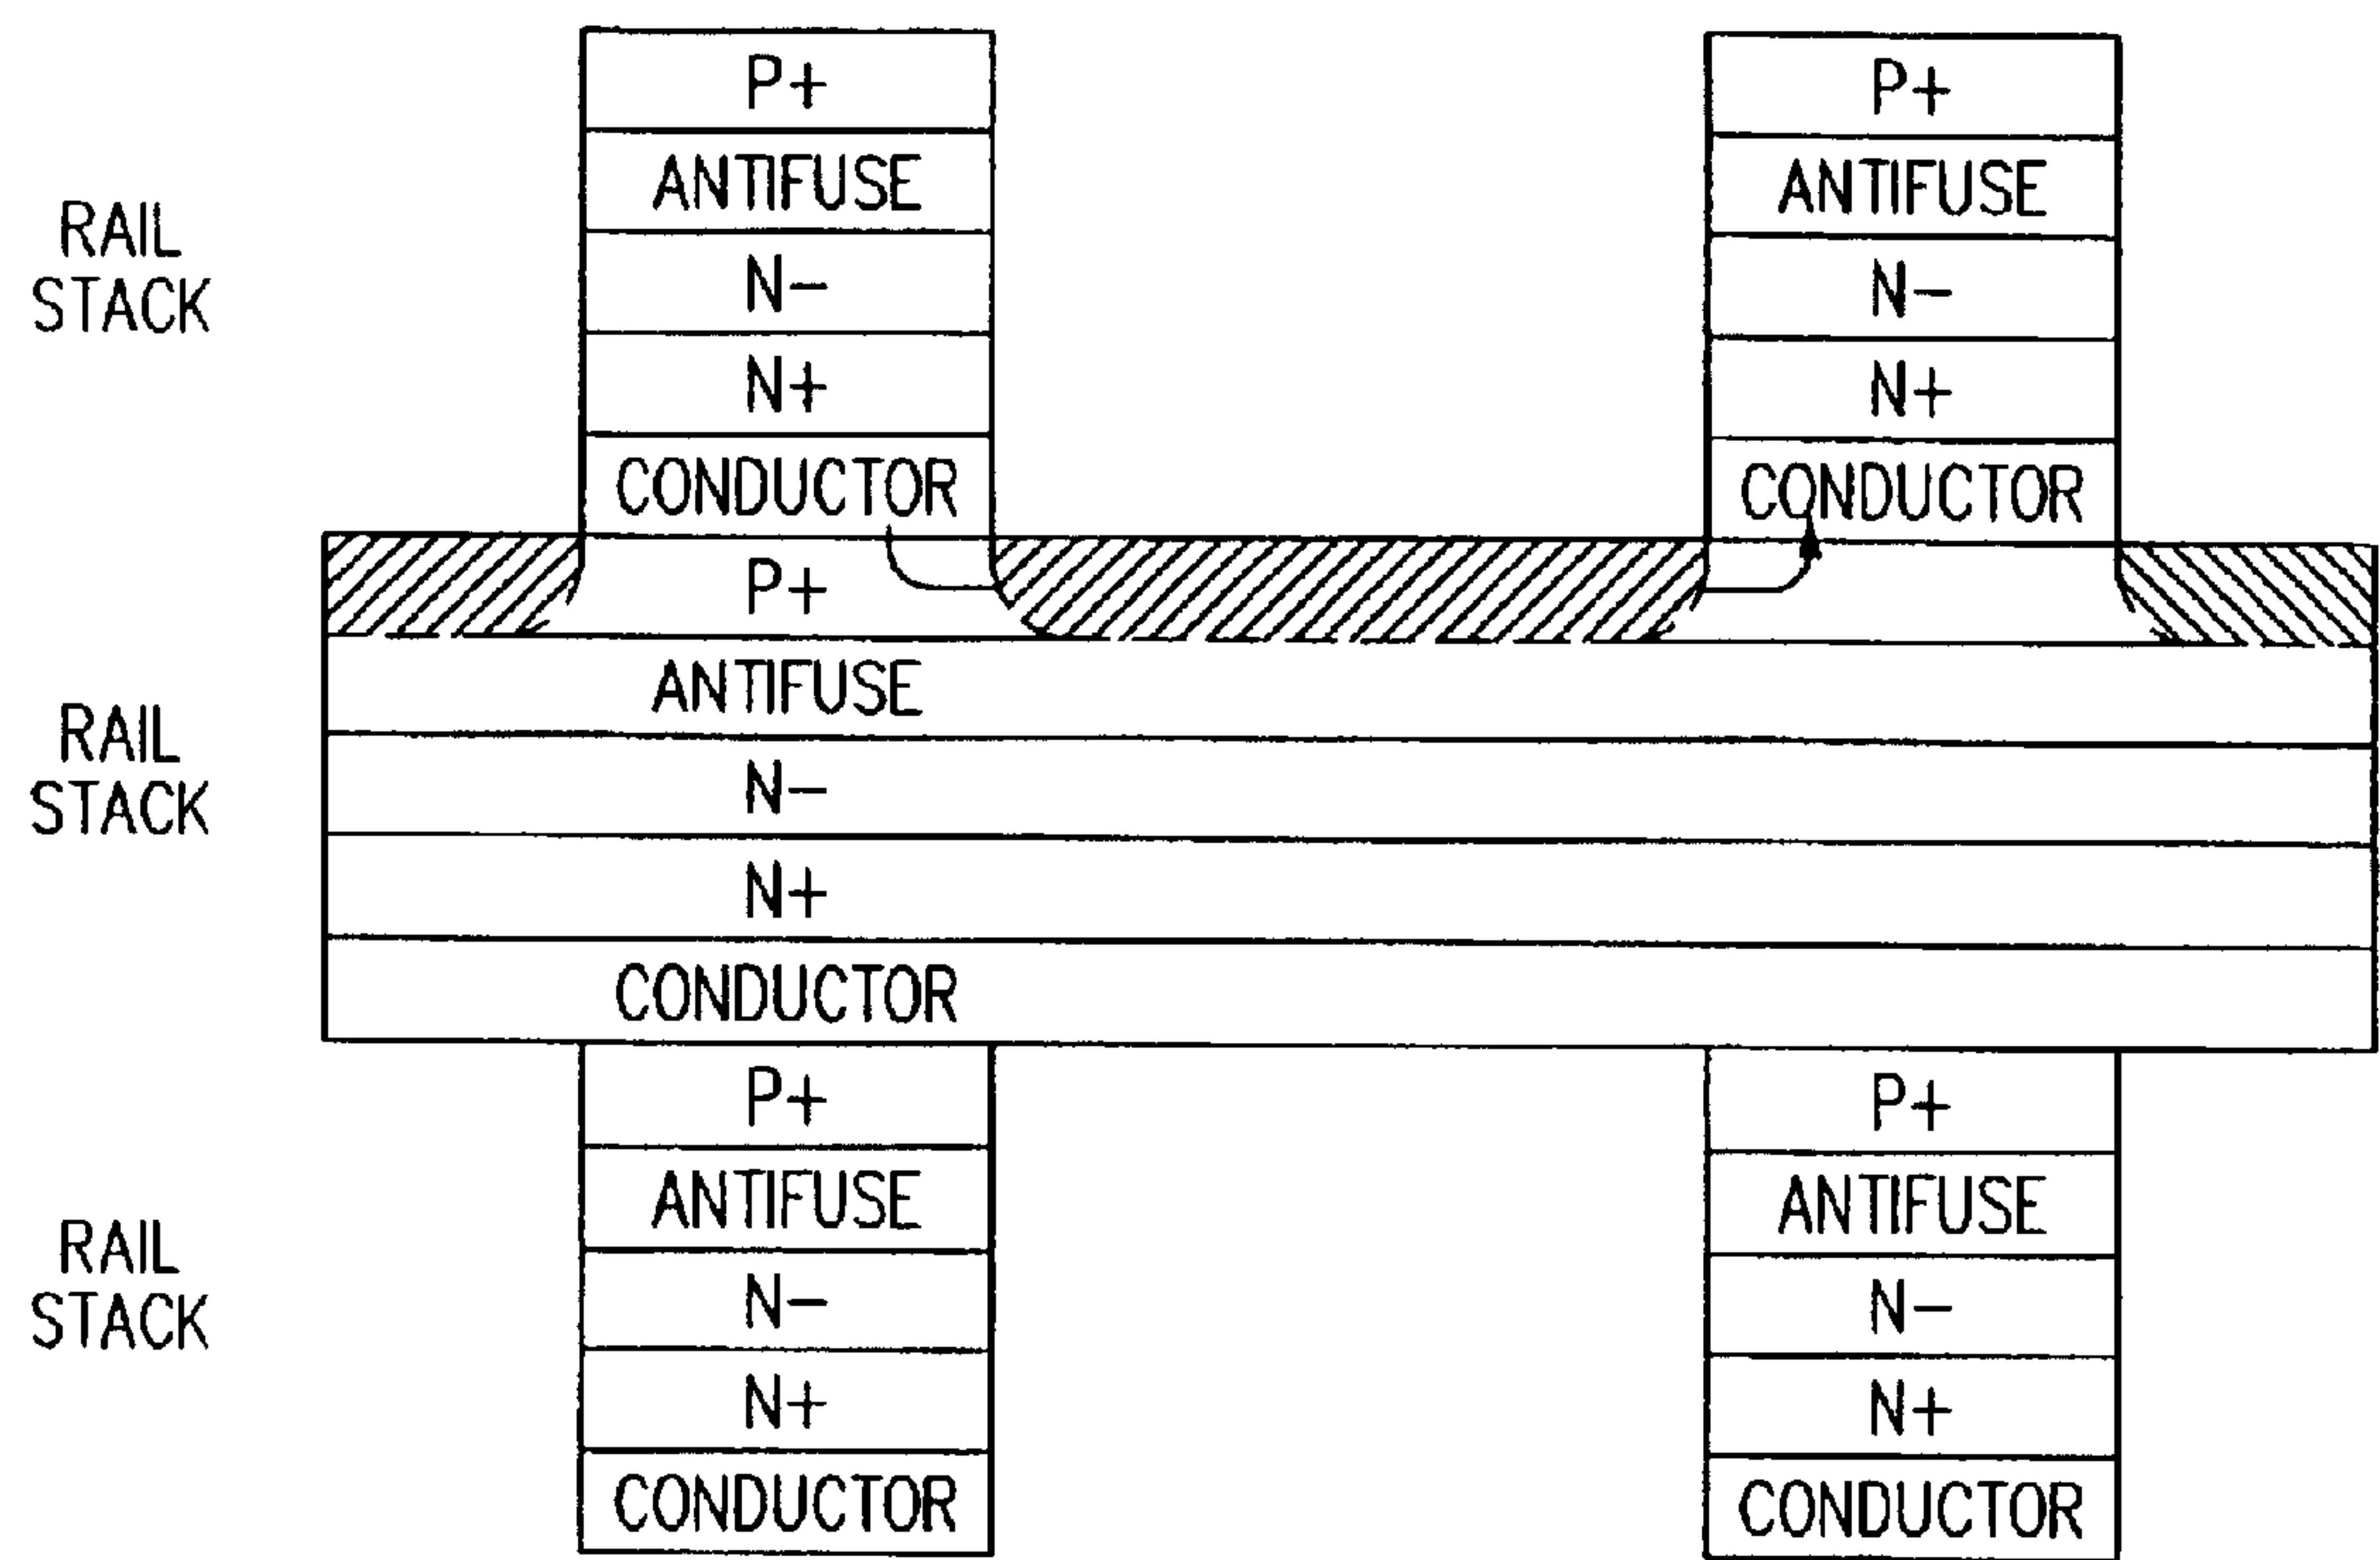 P+ P+
ANTIFUSE ANTIFUSE
RAIL
STACK
N- N-
N+ N+
CONDUCTOR CONDUCTOR
P+
ANTIFUSE
RAIL
STACK
N-
N+
CONDUCTOR
P+ P+
ANTIFUSE ANTIFUSE
RAIL
STACK
N- N-
N+ N+
CONDUCTOR CONDUCTOR